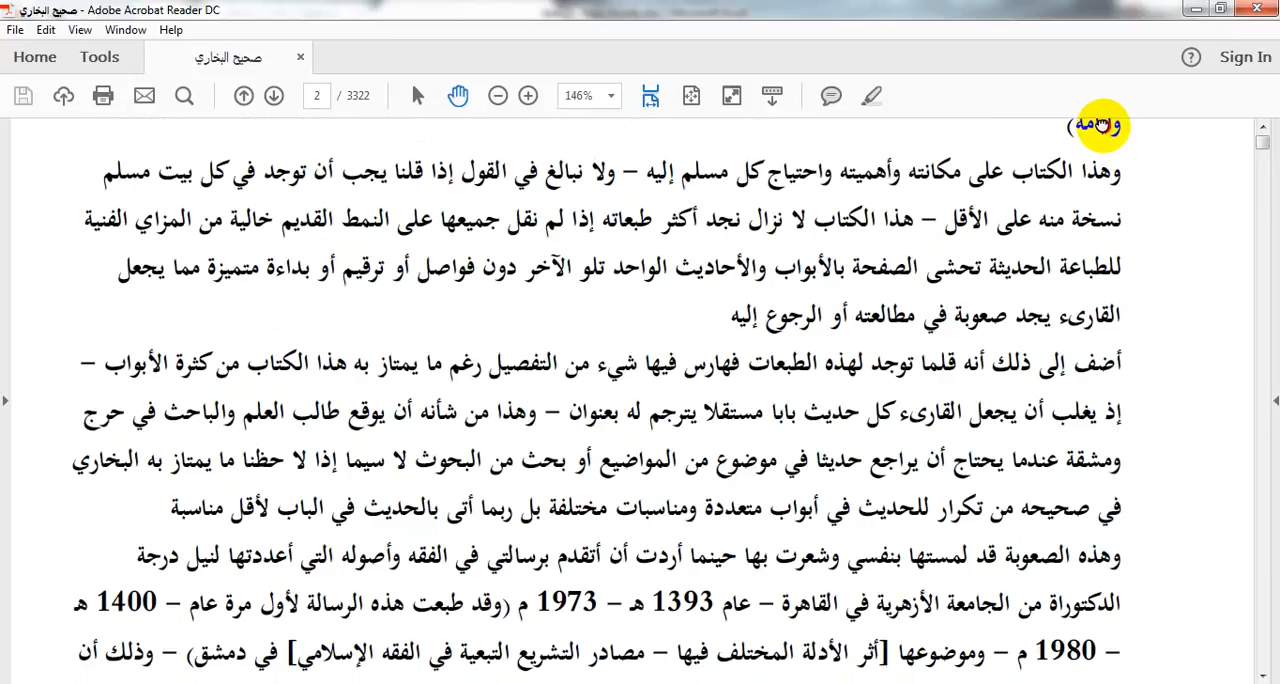 صحيح البخاري - Adobe Acrobat Reader DC
File Edit View Window Help
Home Tools صحيح البخاري × ? Sign In
2 / 3322 146%
وهذا الكتاب على مكانته وأهميته واحتياج كل مسلم إليه – ولا نبالغ في القول إذا قلنا يجب أن توجد في كل بيت مسلم
نسخة منه على الأقل – هذا الكتاب لا نزال نجد أكثر طبعاته إذا لم نقل جميعها على النمط القديم خالية من المزاي الفنية
للطباعة الحديثة تحشى الصفحة بالأبواب والأحاديث الواحد تلو الآخر دون فواصل أو ترقيم أو بداءة متميزة مما يجعل
القارىء يجد صعوبة في مطالعته أو الرجوع إليه
أضف إلى ذلك أنه قلما توجد لهذه الطبعات فهارس فيها شيء من التفصيل رغم ما يمتاز به هذا الكتاب من كثرة الأبواب –
إذ يغلب أن يجعل القارىء كل حديث بابا مستقلا يترجم له بعنوان – وهذا من شأنه أن يوقع طالب العلم والباحث في حرج
ومشقة عندما يحتاج أن يراجع حديثا في موضوع من المواضيع أو بحث من البحوث لا سيما إذا لا حظنا ما يمتاز به البخاري
في صحيحه من تكرار للحديث في أبواب متعددة ومناسبات مختلفة بل ربما أتى بالحديث في الباب لأقل مناسبة
وهذه الصعوبة قد لمستها بنفسي وشعرت بها حينما أردت أن أتقدم برسالتي في الفقه وأصوله التي أعددتها لنيل درجة
الدكتوراة من الجامعة الأزهرية في القاهرة – عام 1393 هـ – 1973 م (وقد طبعت هذه الرسالة لأول مرة عام – 1400 هـ
– 1980 م – وموضوعها [أثر الأدلة المختلف فيها – مصادر التشريع التبعية في الفقه الإسلامي] في دمشق) – وذلك أن